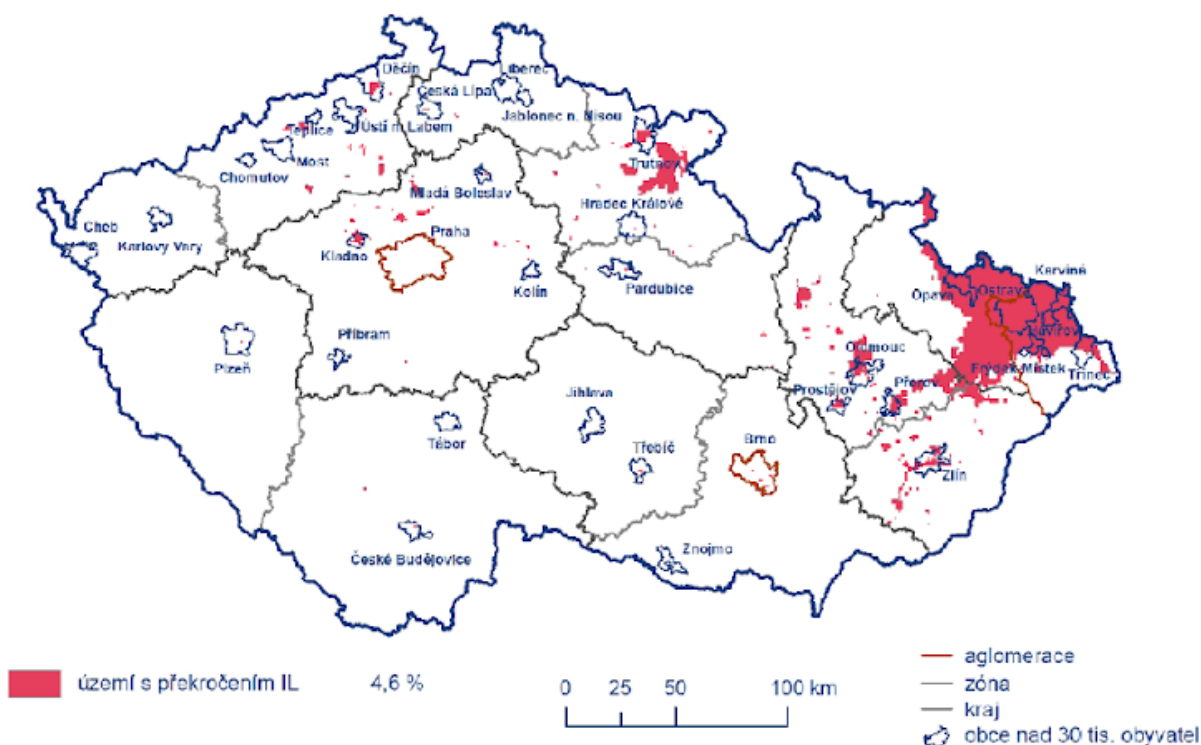 Děčín
Liberec
Česká Lípa
Jablonec n. Nisou
Teplice
Ústí n. Labem
Most
Chomutov
Trutnov
Mladá Boleslav
Hradec Králové
Cheb
Karlovy Vary
Kladno
Praha
Kolín
Pardubice
Karviná
Opava
Ostrava
Havířov
Plzeň
Příbram
Olomouc
Frýdek-Místek
Třinec
Prostějov
Přerov
Jihlava
Tábor
Třebíč
Brno
Zlín
České Budějovice
Znojmo
území s překročením IL 4,6 %
0 25 50 100 km
aglomerace
zóna
kraj
obce nad 30 tis. obyvatel